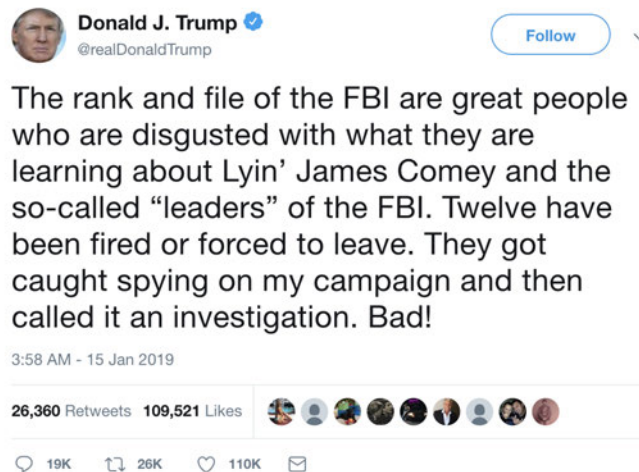 Donald J. Trump
Follow
@realDonaldTrump
The rank and file of the FBI are great people
who are disgusted with what they are
learning about Lyin’ James Comey and the
so-called “leaders” of the FBI. Twelve have
been fired or forced to leave. They got
caught spying on my campaign and then
called it an investigation. Bad!
3:58 AM - 15 Jan 2019
26,360 Retweets 109,521 Likes
19K 26K 110K